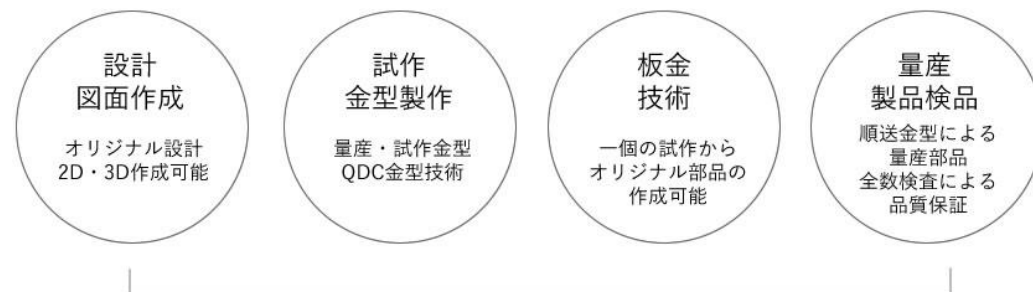 設計
図面作成
オリジナル設計
2D・3D作成可能
試作
金型製作
量産・試作金型
QDC金型技術
板金
技術
一個の試作から
オリジナル部品の
作成可能
量産
製品検品
順送金型による
量産部品
全数検査による
品質保証